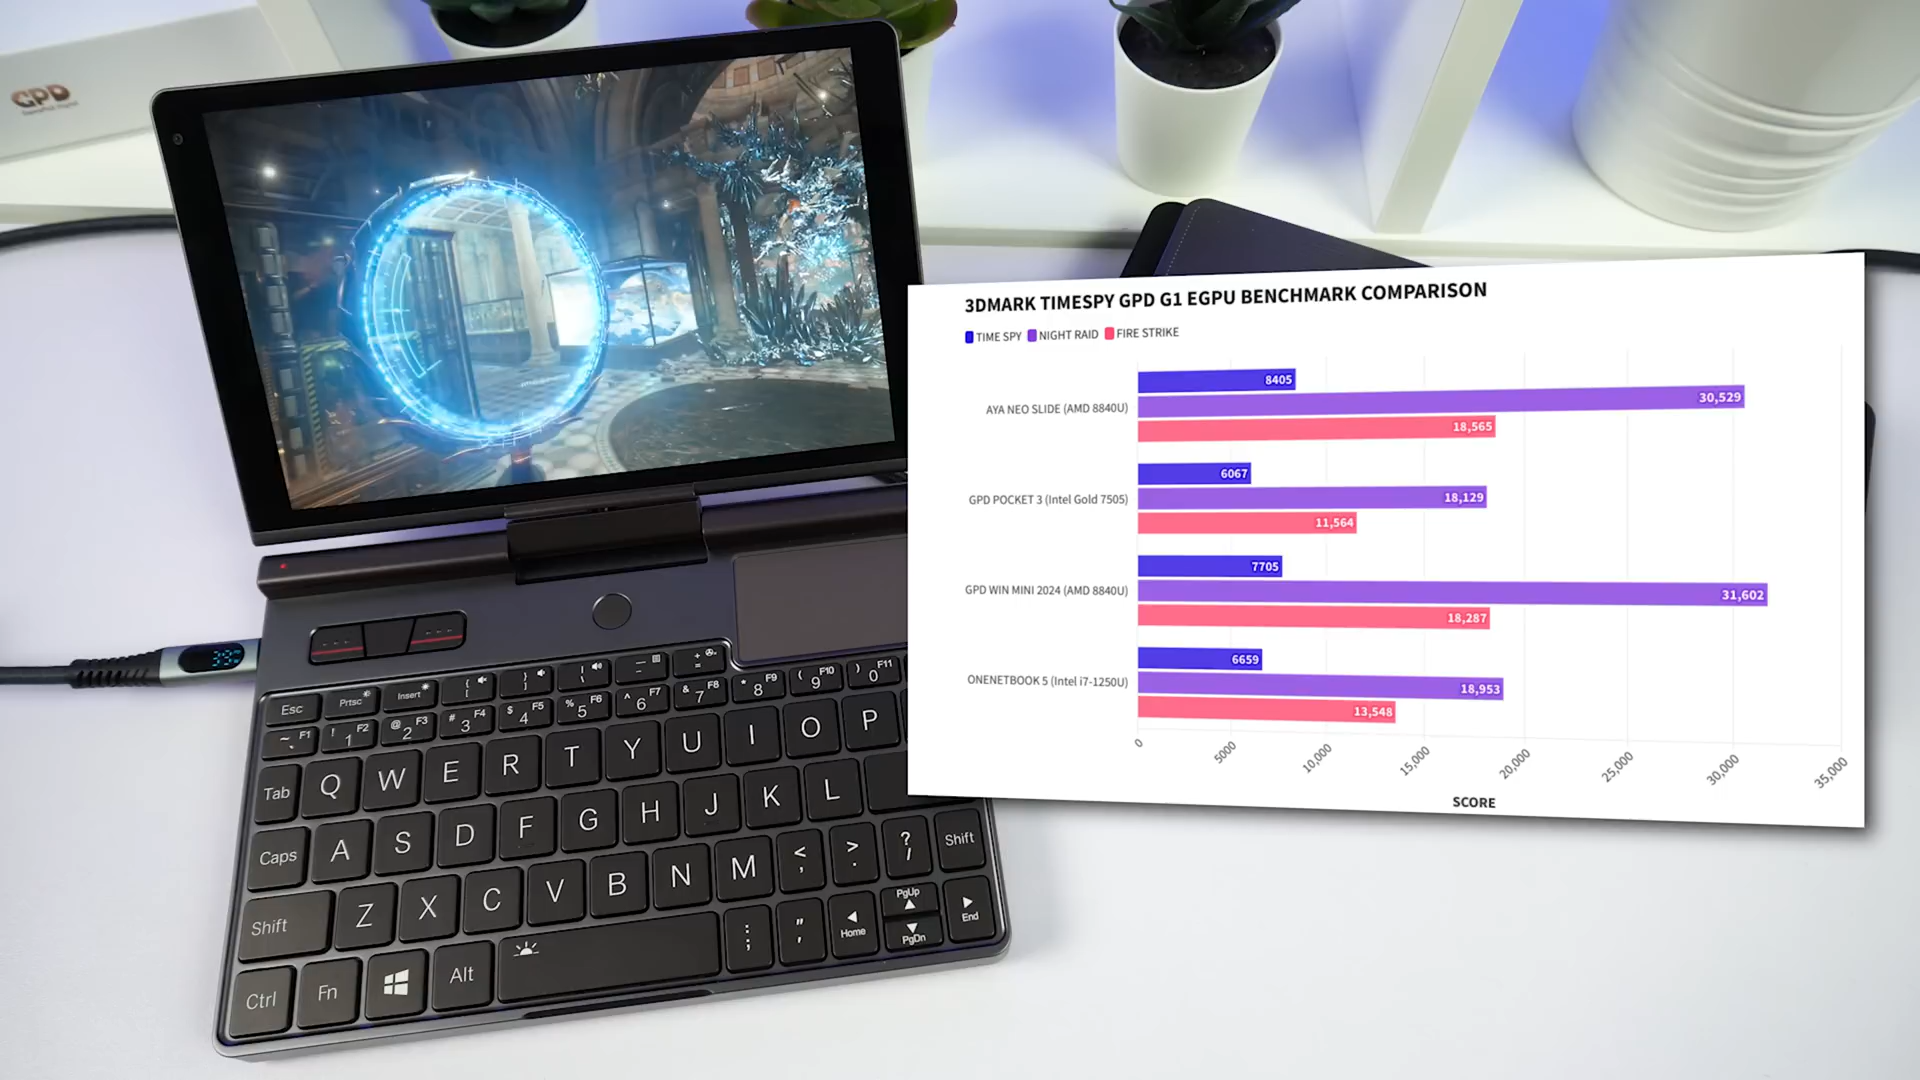 GPD
3DMARK TIMESPY GPD G1 EGPU BENCHMARK COMPARISON
TIME SPY NIGHT RAID FIRE STRIKE
AYA NEO SLIDE (AMD 8840U)
8405
30,529
18,565
GPD POCKET 3 (Intel Gold 7505)
6067
18,129
11,564
GPD WIN MINI 2024 (AMD 8840U)
7705
31,602
18,287
ONENETBOOK 5 (Intel i7-1250U)
6659
18,953
13,548
0 5000 10,000 15,000 20,000 25,000 30,000 35,000
SCORE
Esc Prtsc Insert { [ } ] | \ _ - + =
~ ` F1 ! 1 F2 @ 2 F3 # 3 F4 $ 4 F5 % 5 F6 ^ 6 F7 & 7 F8 * 8 F9 ( 9 F10 ) 0 F11
Tab Q W E R T Y U I O P
Caps A S D F G H J K L
Shift Z X C V B N M < , > . ? / Shift
Ctrl Fn Alt : ; " ' Home PgUp PgDn End